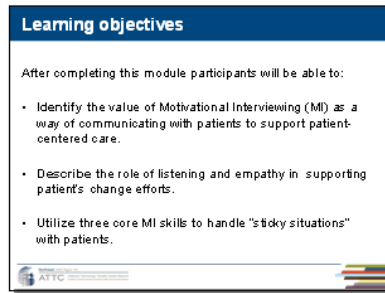 Learning objectives
After completing this module participants will be able to:
• Identify the value of Motivational Interviewing (MI) as a
way of communicating with patients to support patient-
centered care.
• Describe the role of listening and empathy in supporting
patient's change efforts.
• Utilize three core MI skills to handle "sticky situations"
with patients.
ATTC